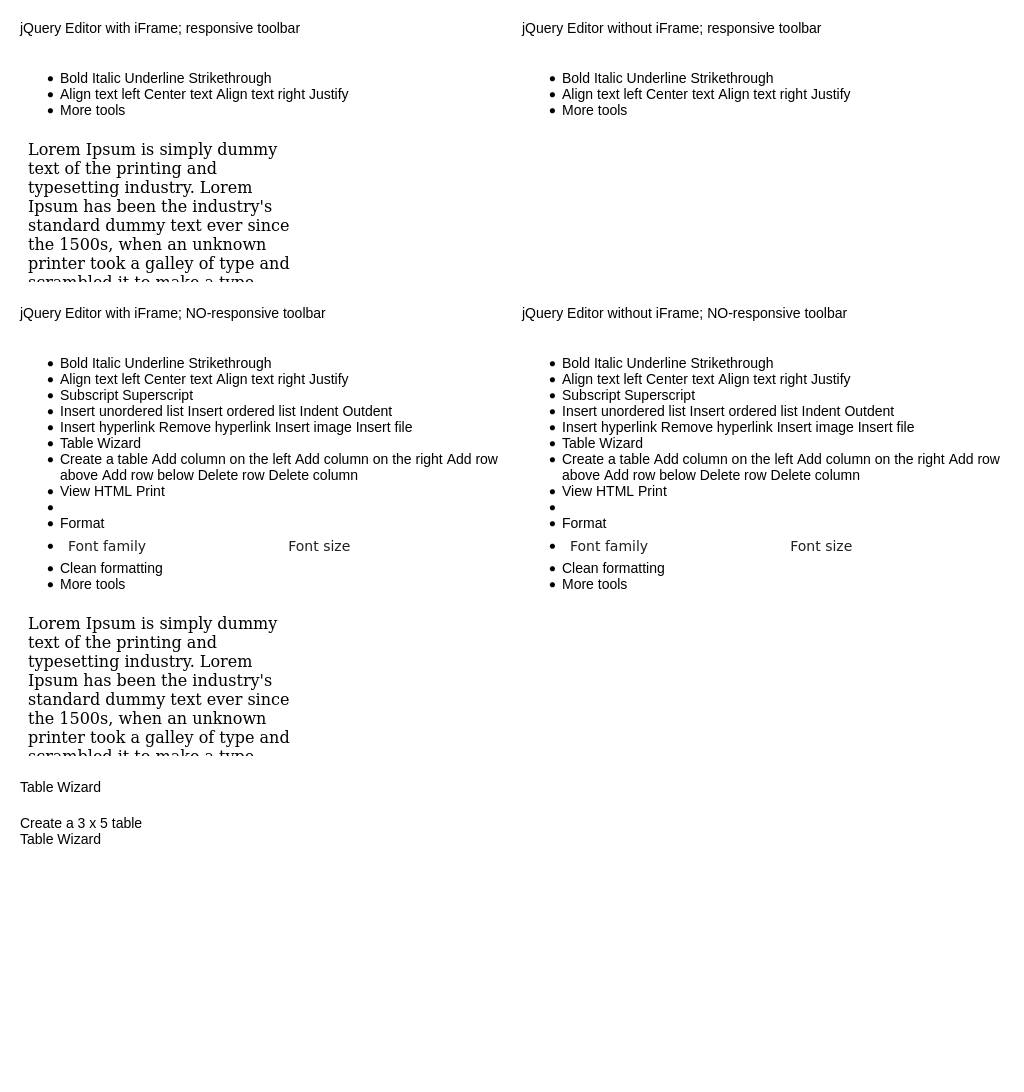 jQuery Editor with iFrame; responsive toolbar
Bold Italic Underline Strikethrough
Align text left Center text Align text right Justify
More tools
Lorem Ipsum is simply dummy
text of the printing and
typesetting industry. Lorem
Ipsum has been the industry's
standard dummy text ever since
the 1500s, when an unknown
printer took a galley of type and
scrambled it to make a type
jQuery Editor without iFrame; responsive toolbar
Bold Italic Underline Strikethrough
Align text left Center text Align text right Justify
More tools
jQuery Editor with iFrame; NO-responsive toolbar
Bold Italic Underline Strikethrough
Align text left Center text Align text right Justify
Subscript Superscript
Insert unordered list Insert ordered list Indent Outdent
Insert hyperlink Remove hyperlink Insert image Insert file
Table Wizard
Create a table Add column on the left Add column on the right Add row
above Add row below Delete row Delete column
View HTML Print
Format
Font family Font size
Clean formatting
More tools
Lorem Ipsum is simply dummy
text of the printing and
typesetting industry. Lorem
Ipsum has been the industry's
standard dummy text ever since
the 1500s, when an unknown
printer took a galley of type and
scrambled it to make a type
jQuery Editor without iFrame; NO-responsive toolbar
Bold Italic Underline Strikethrough
Align text left Center text Align text right Justify
Subscript Superscript
Insert unordered list Insert ordered list Indent Outdent
Insert hyperlink Remove hyperlink Insert image Insert file
Table Wizard
Create a table Add column on the left Add column on the right Add row
above Add row below Delete row Delete column
View HTML Print
Format
Font family Font size
Clean formatting
More tools
Table Wizard
Create a 3 x 5 table
Table Wizard